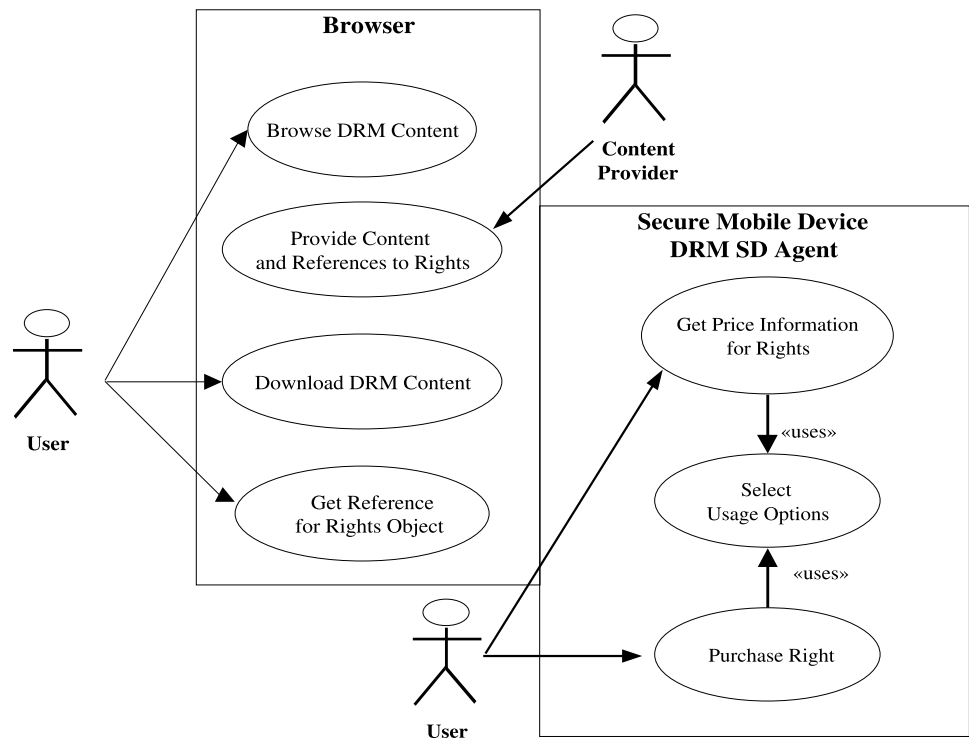 Browser
Browse DRM Content
Provide Content
and References to Rights
Download DRM Content
Get Reference
for Rights Object
User
Content
Provider
Secure Mobile Device
DRM SD Agent
Get Price Information
for Rights
«uses»
Select
Usage Options
«uses»
Purchase Right
User